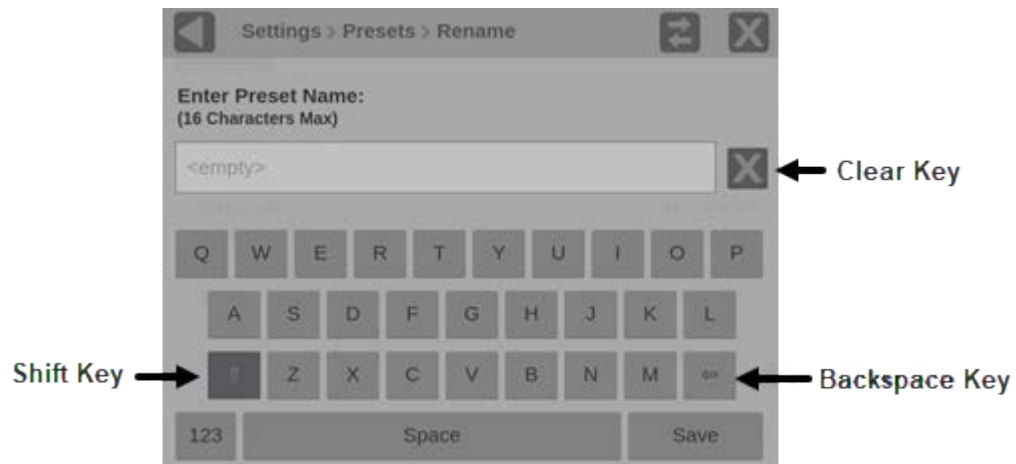 Settings > Presets > Rename
Enter Preset Name:
(16 Characters Max)
<empty>
Clear Key
Q W E R T Y U I O P
A S D F G H J K L
Shift Key
⇧ Z X C V B N M ⇦
Backspace Key
123 Space Save